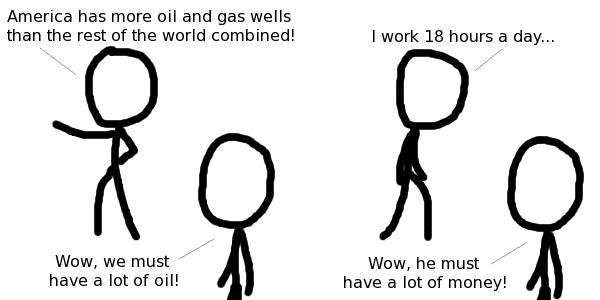 America has more oil and gas wells
than the rest of the world combined!
Wow, we must
have a lot of oil!
I work 18 hours a day...
Wow, he must
have a lot of money!